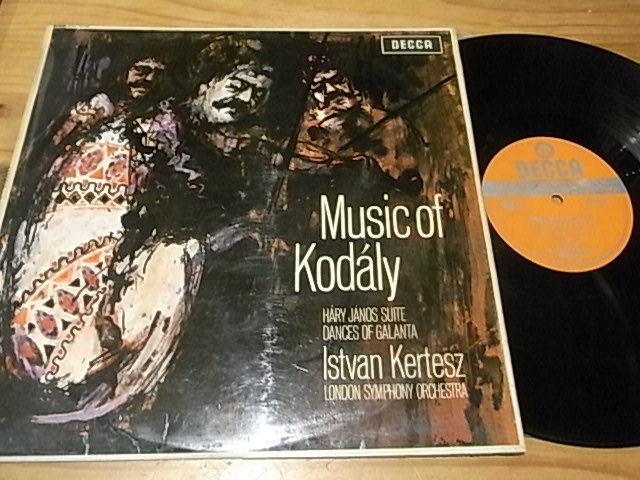 DECCA
Music of
Kodály
HÁRY JÁNOS SUITE
DANCES OF GALANTA
Istvan Kertesz
LONDON SYMPHONY ORCHESTRA
DECCA